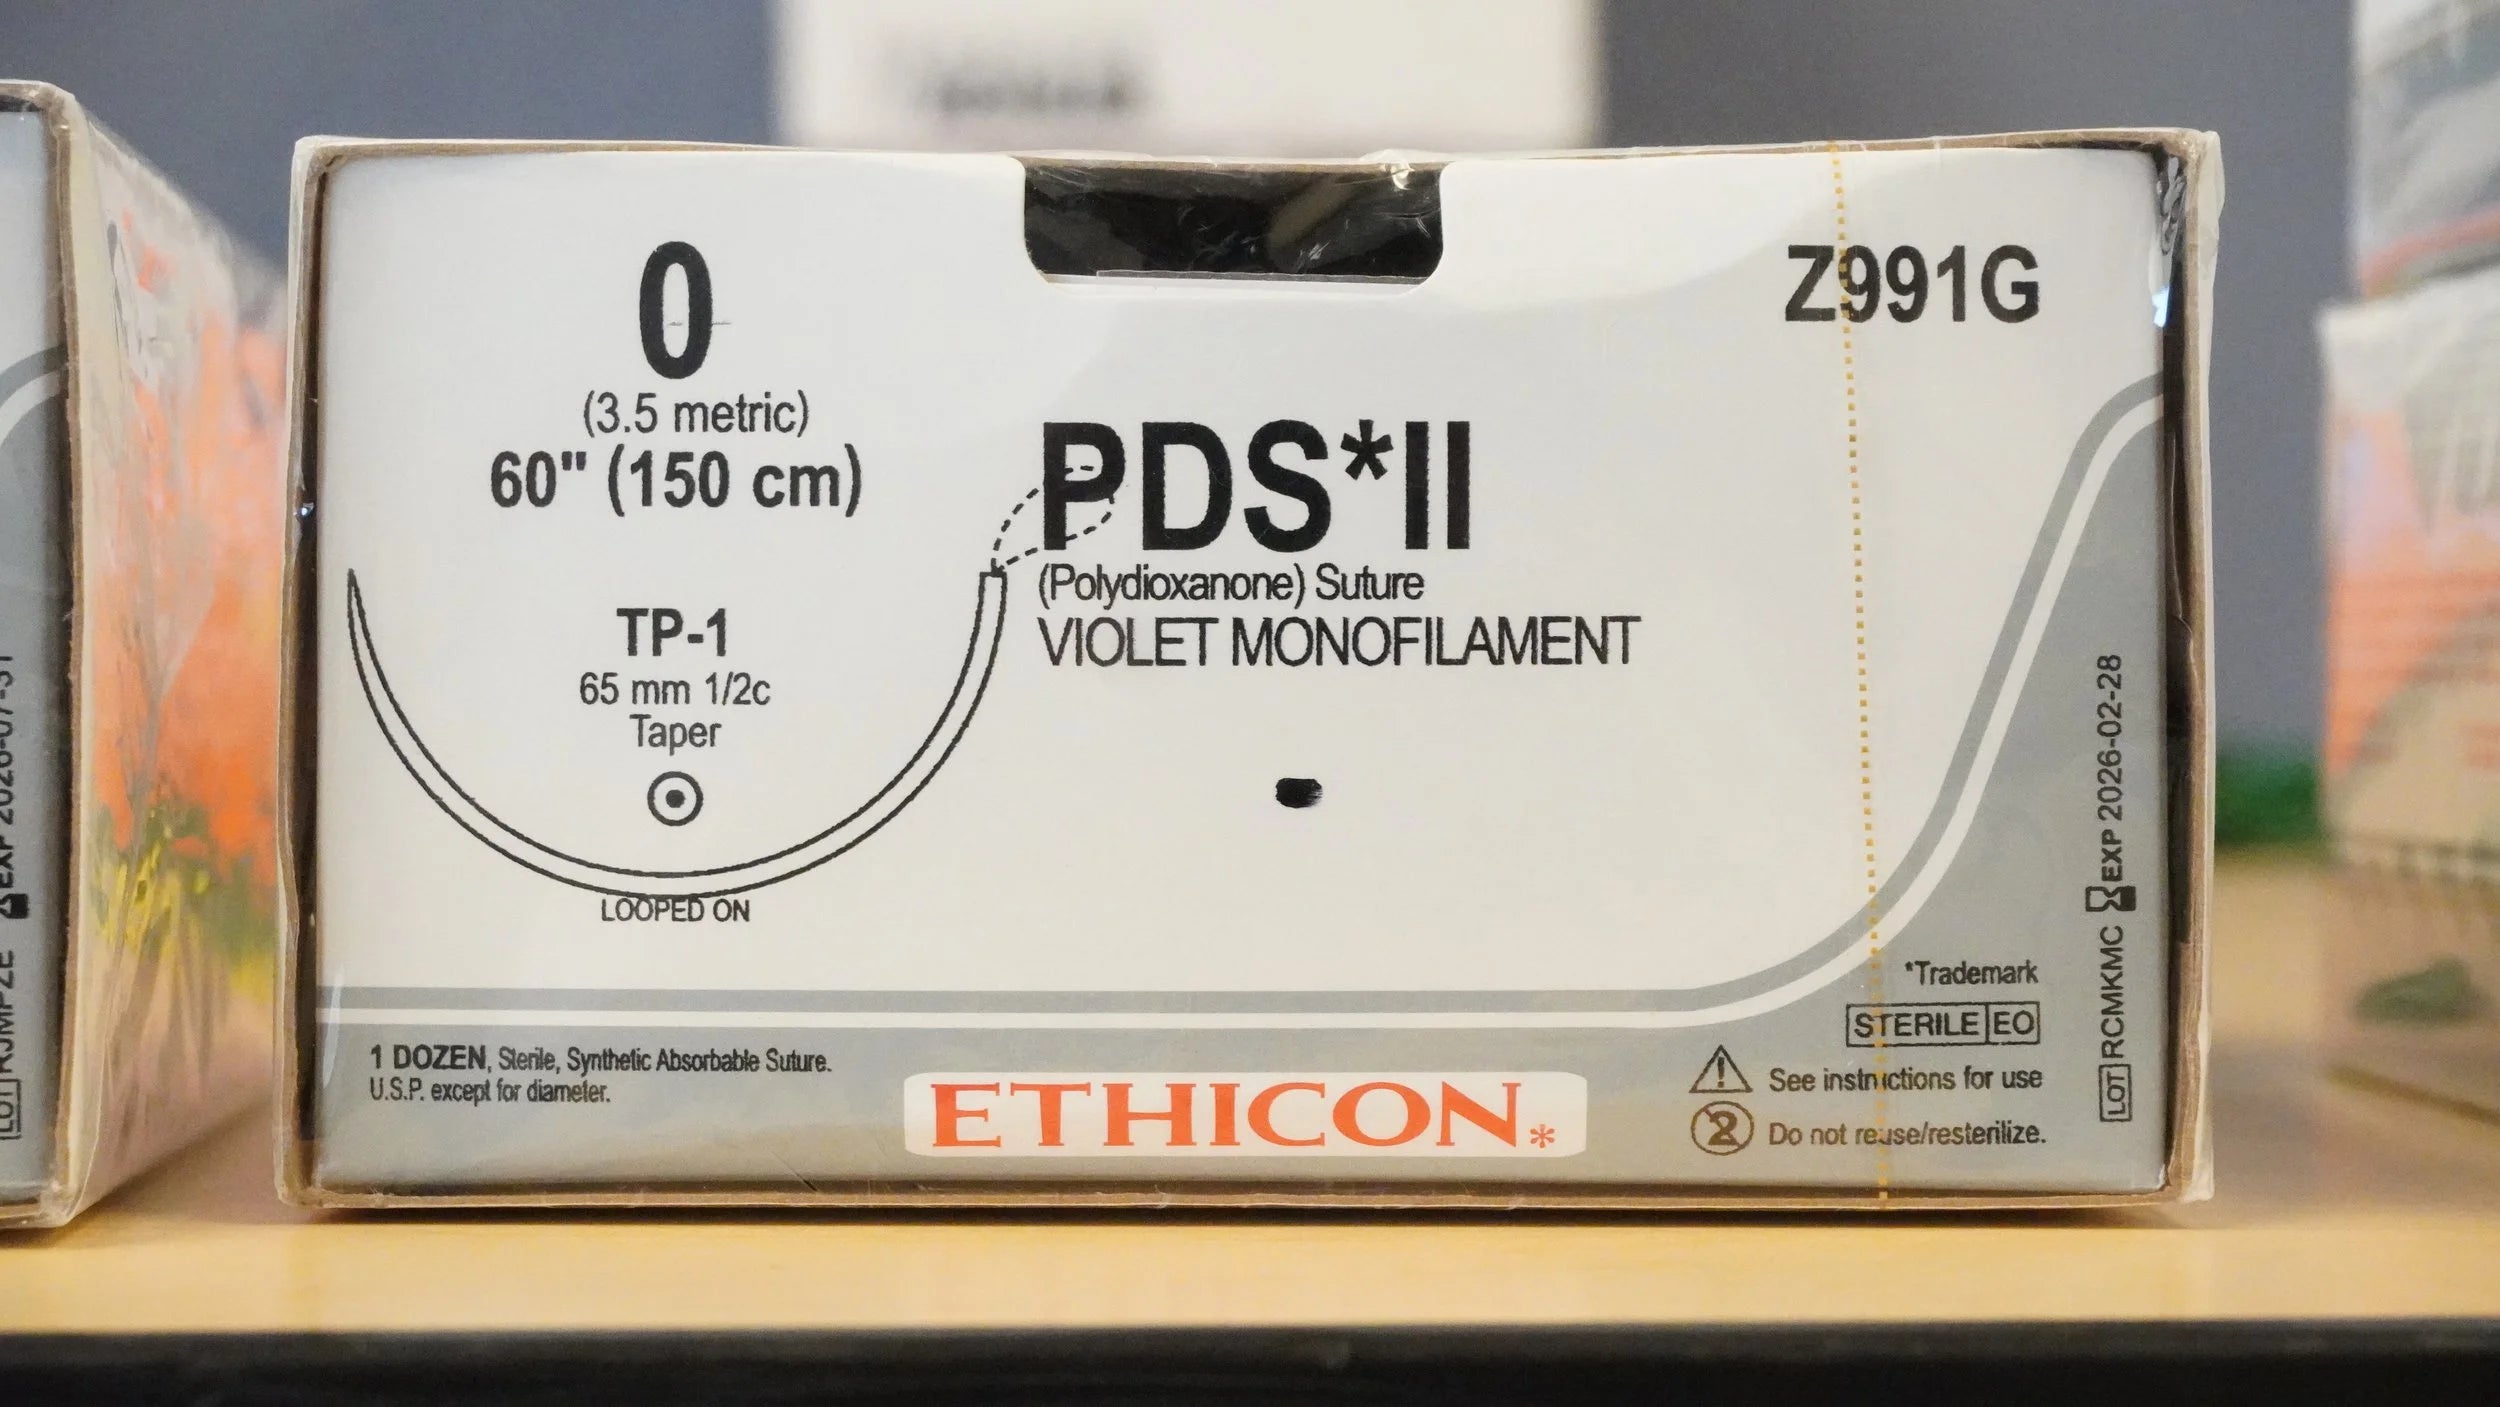 0
(3.5 metric)
60" (150 cm)
TP-1
65 mm 1/2c
Taper
LOOPED ON
Z991G
PDS*II
(Polydioxanone) Suture
VIOLET MONOFILAMENT
1 DOZEN, Sterile, Synthetic Absorbable Suture.
U.S.P. except for diameter.
ETHICON*
*Trademark
STERILE EO
See instructions for use
2 Do not reuse/resterilize.
LOT RCMKMC EXP 2026-02-28